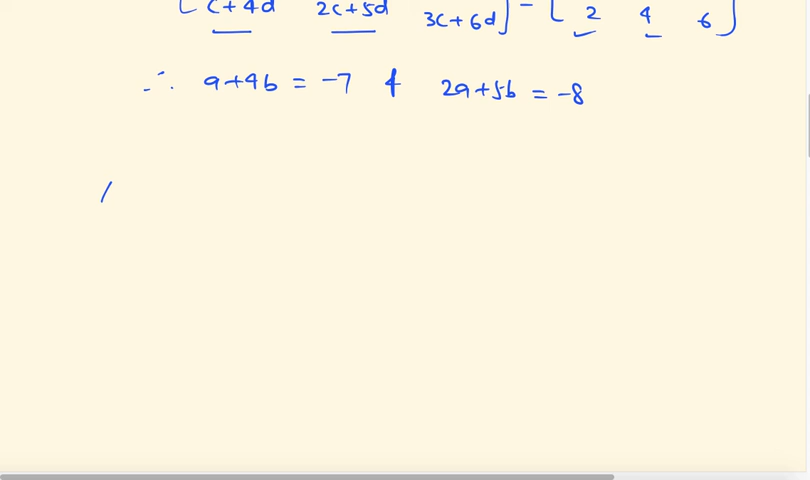 [ c+4d 2c+5d 3c+6d ] = [ 2 4 6 ]
∴ a+4b = -7 & 2a+5b = -8